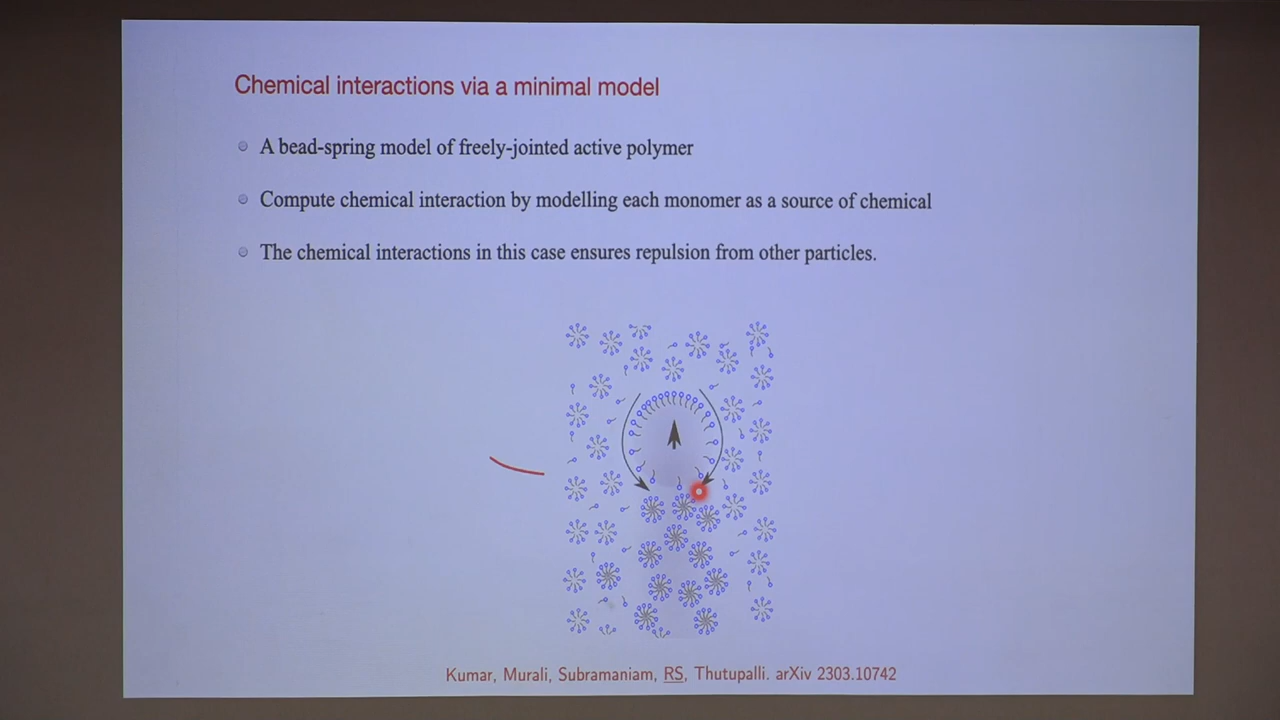 Chemical interactions via a minimal model
A bead-spring model of freely-jointed active polymer
Compute chemical interaction by modelling each monomer as a source of chemical
The chemical interactions in this case ensures repulsion from other particles.
Kumar, Murali, Subramaniam, RS, Thutupalli. arXiv 2303.10742